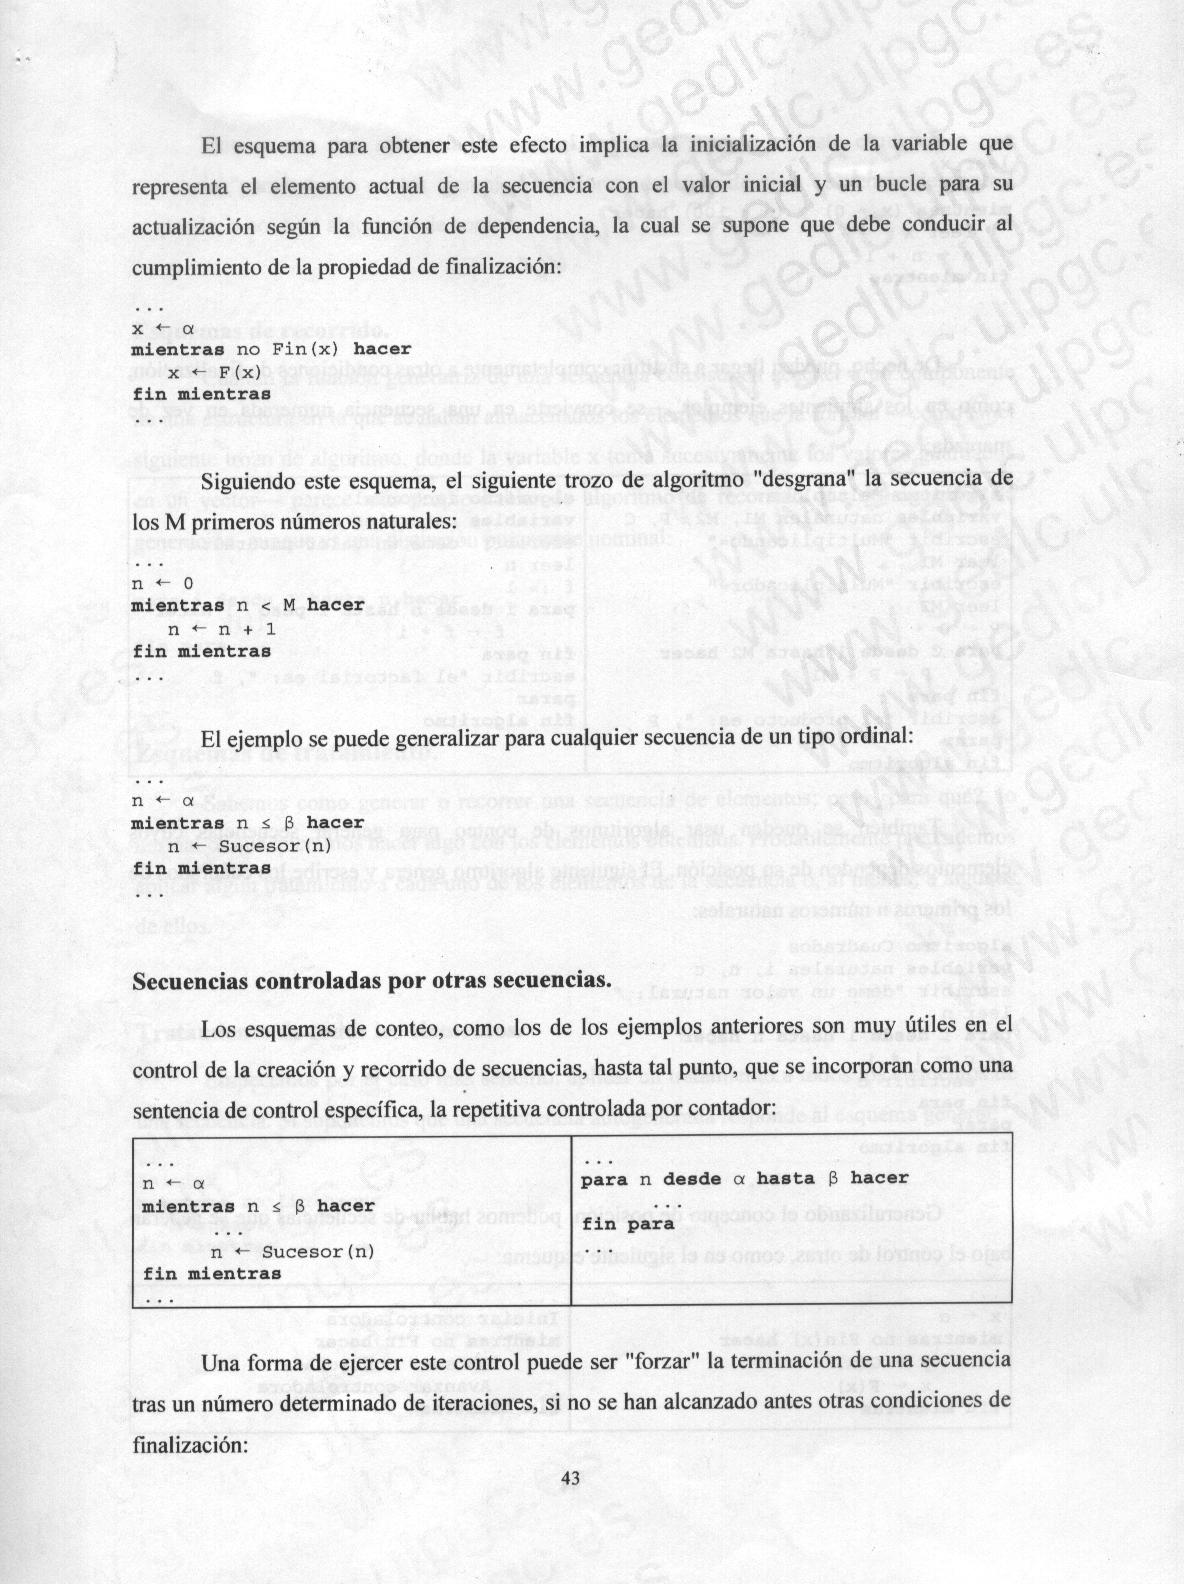 El esquema para obtener este efecto implica la inicialización de la variable que
representa el elemento actual de la secuencia con el valor inicial y un bucle para su
actualización según la función de dependencia, la cual se supone que debe conducir al
cumplimiento de la propiedad de finalización:
...
x ← α
mientras no Fin(x) hacer
x ← F(x)
fin mientras
...
Siguiendo este esquema, el siguiente trozo de algoritmo "desgrana" la secuencia de
los M primeros números naturales:
...
n ← 0
mientras n < M hacer
n ← n + 1
fin mientras
...
El ejemplo se puede generalizar para cualquier secuencia de un tipo ordinal:
...
n ← α
mientras n ≤ β hacer
n ← Sucesor(n)
fin mientras
...
Secuencias controladas por otras secuencias.
Los esquemas de conteo, como los de los ejemplos anteriores son muy útiles en el
control de la creación y recorrido de secuencias, hasta tal punto, que se incorporan como una
sentencia de control específica, la repetitiva controlada por contador:
...
n ← α
mientras n ≤ β hacer
...
n ← Sucesor(n)
fin mientras
...
...
para n desde α hasta β hacer
...
fin para
...
Una forma de ejercer este control puede ser "forzar" la terminación de una secuencia
tras un número determinado de iteraciones, si no se han alcanzado antes otras condiciones de
finalización:
43
www.gedlc.ulpgc.es